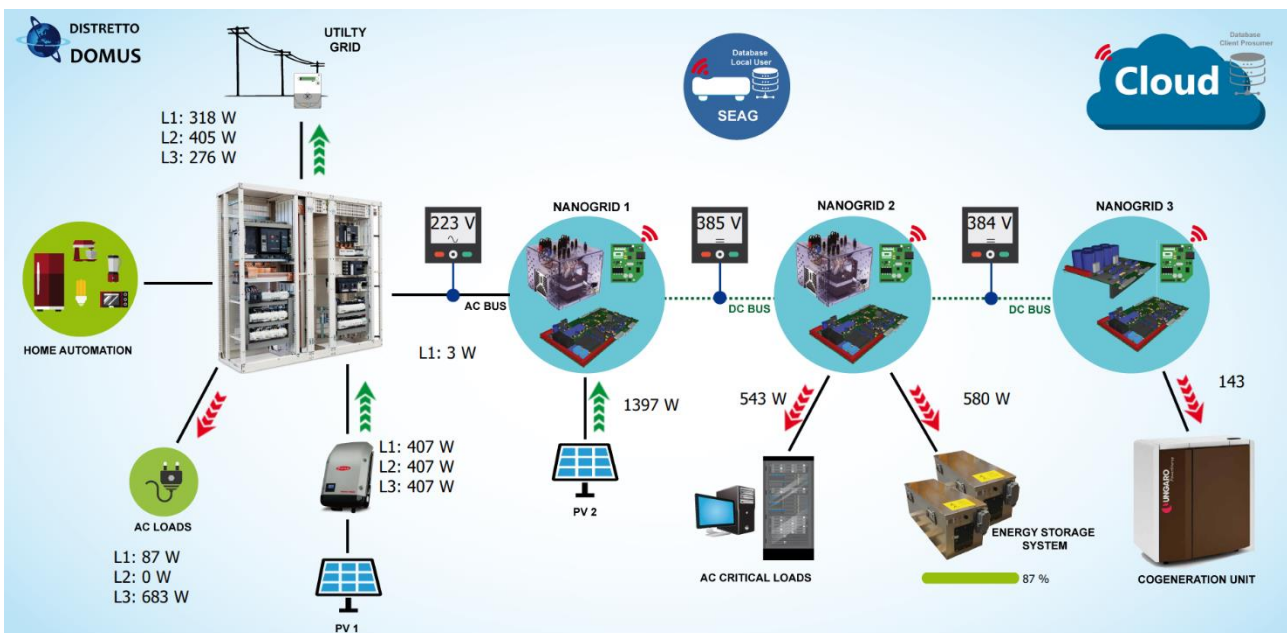 DISTRETTO
DOMUS
UTILTY
GRID
L1: 318 W
L2: 405 W
L3: 276 W
Database
Local User
SEAG
Database
Client Prosumer
Cloud
HOME AUTOMATION
223 V
AC BUS
L1: 3 W
NANOGRID 1
385 V
DC BUS
NANOGRID 2
384 V
DC BUS
NANOGRID 3
AC LOADS
L1: 87 W
L2: 0 W
L3: 683 W
L1: 407 W
L2: 407 W
L3: 407 W
PV 1
1397 W
PV 2
543 W
AC CRITICAL LOADS
580 W
ENERGY STORAGE
SYSTEM
87 %
143
UNGARO
COGENERATION UNIT